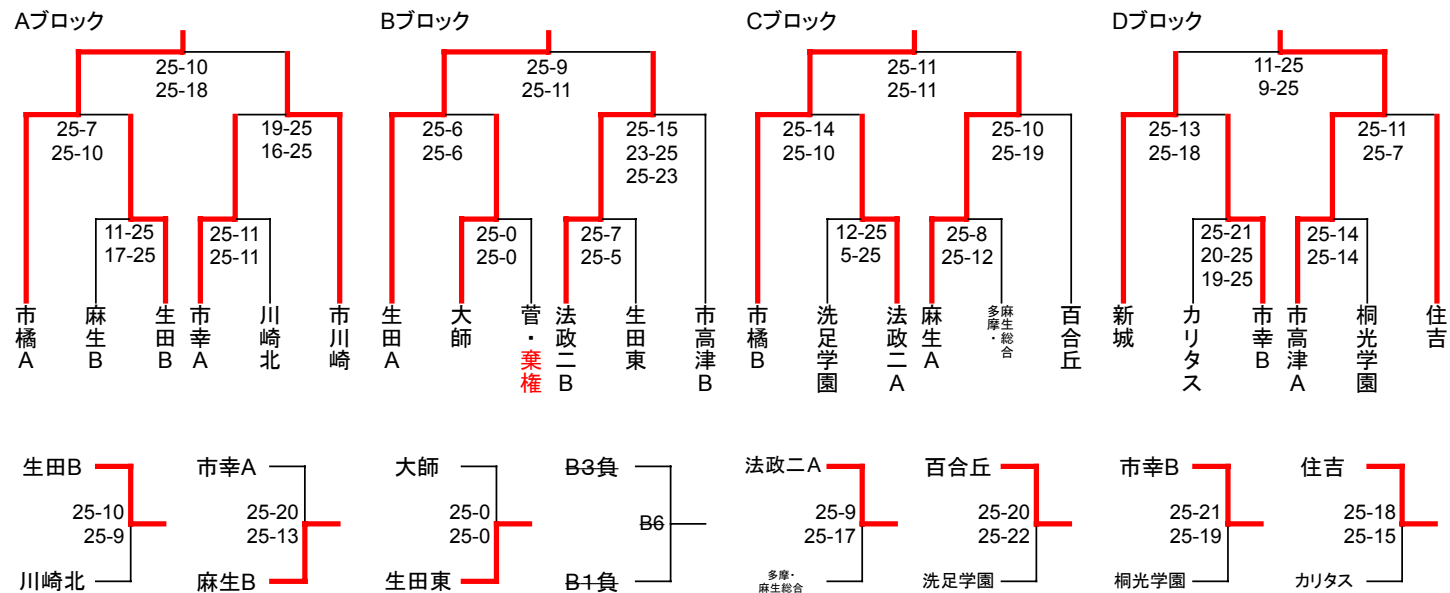 Aブロック
Bブロック
Cブロック
Dブロック
25-10
25-18
25-9
25-11
25-11
25-11
11-25
9-25
25-7
25-10
19-25
16-25
25-6
25-6
25-15
23-25
25-23
25-14
25-10
25-10
25-19
25-13
25-18
25-11
25-7
11-25
17-25
25-11
25-11
25-0
25-0
25-7
25-5
12-25
5-25
25-8
25-12
25-21
20-25
19-25
25-14
25-14
市橘A
麻生B
生田B
市幸A
川崎北
市川崎
生田A
大師
菅・棄権
法政二B
生田東
市高津B
市橘B
洗足学園
法政二A
麻生A
多摩・
麻生総合
百合丘
新城
カリタス
市幸B
市高津A
桐光学園
住吉
生田B
25-10
25-9
川崎北
市幸A
25-20
25-13
麻生B
大師
25-0
25-0
生田東
B3負
B6
B1負
法政二A
25-9
25-17
多摩・
麻生総合
百合丘
25-20
25-22
洗足学園
市幸B
25-21
25-19
桐光学園
住吉
25-18
25-15
カリタス